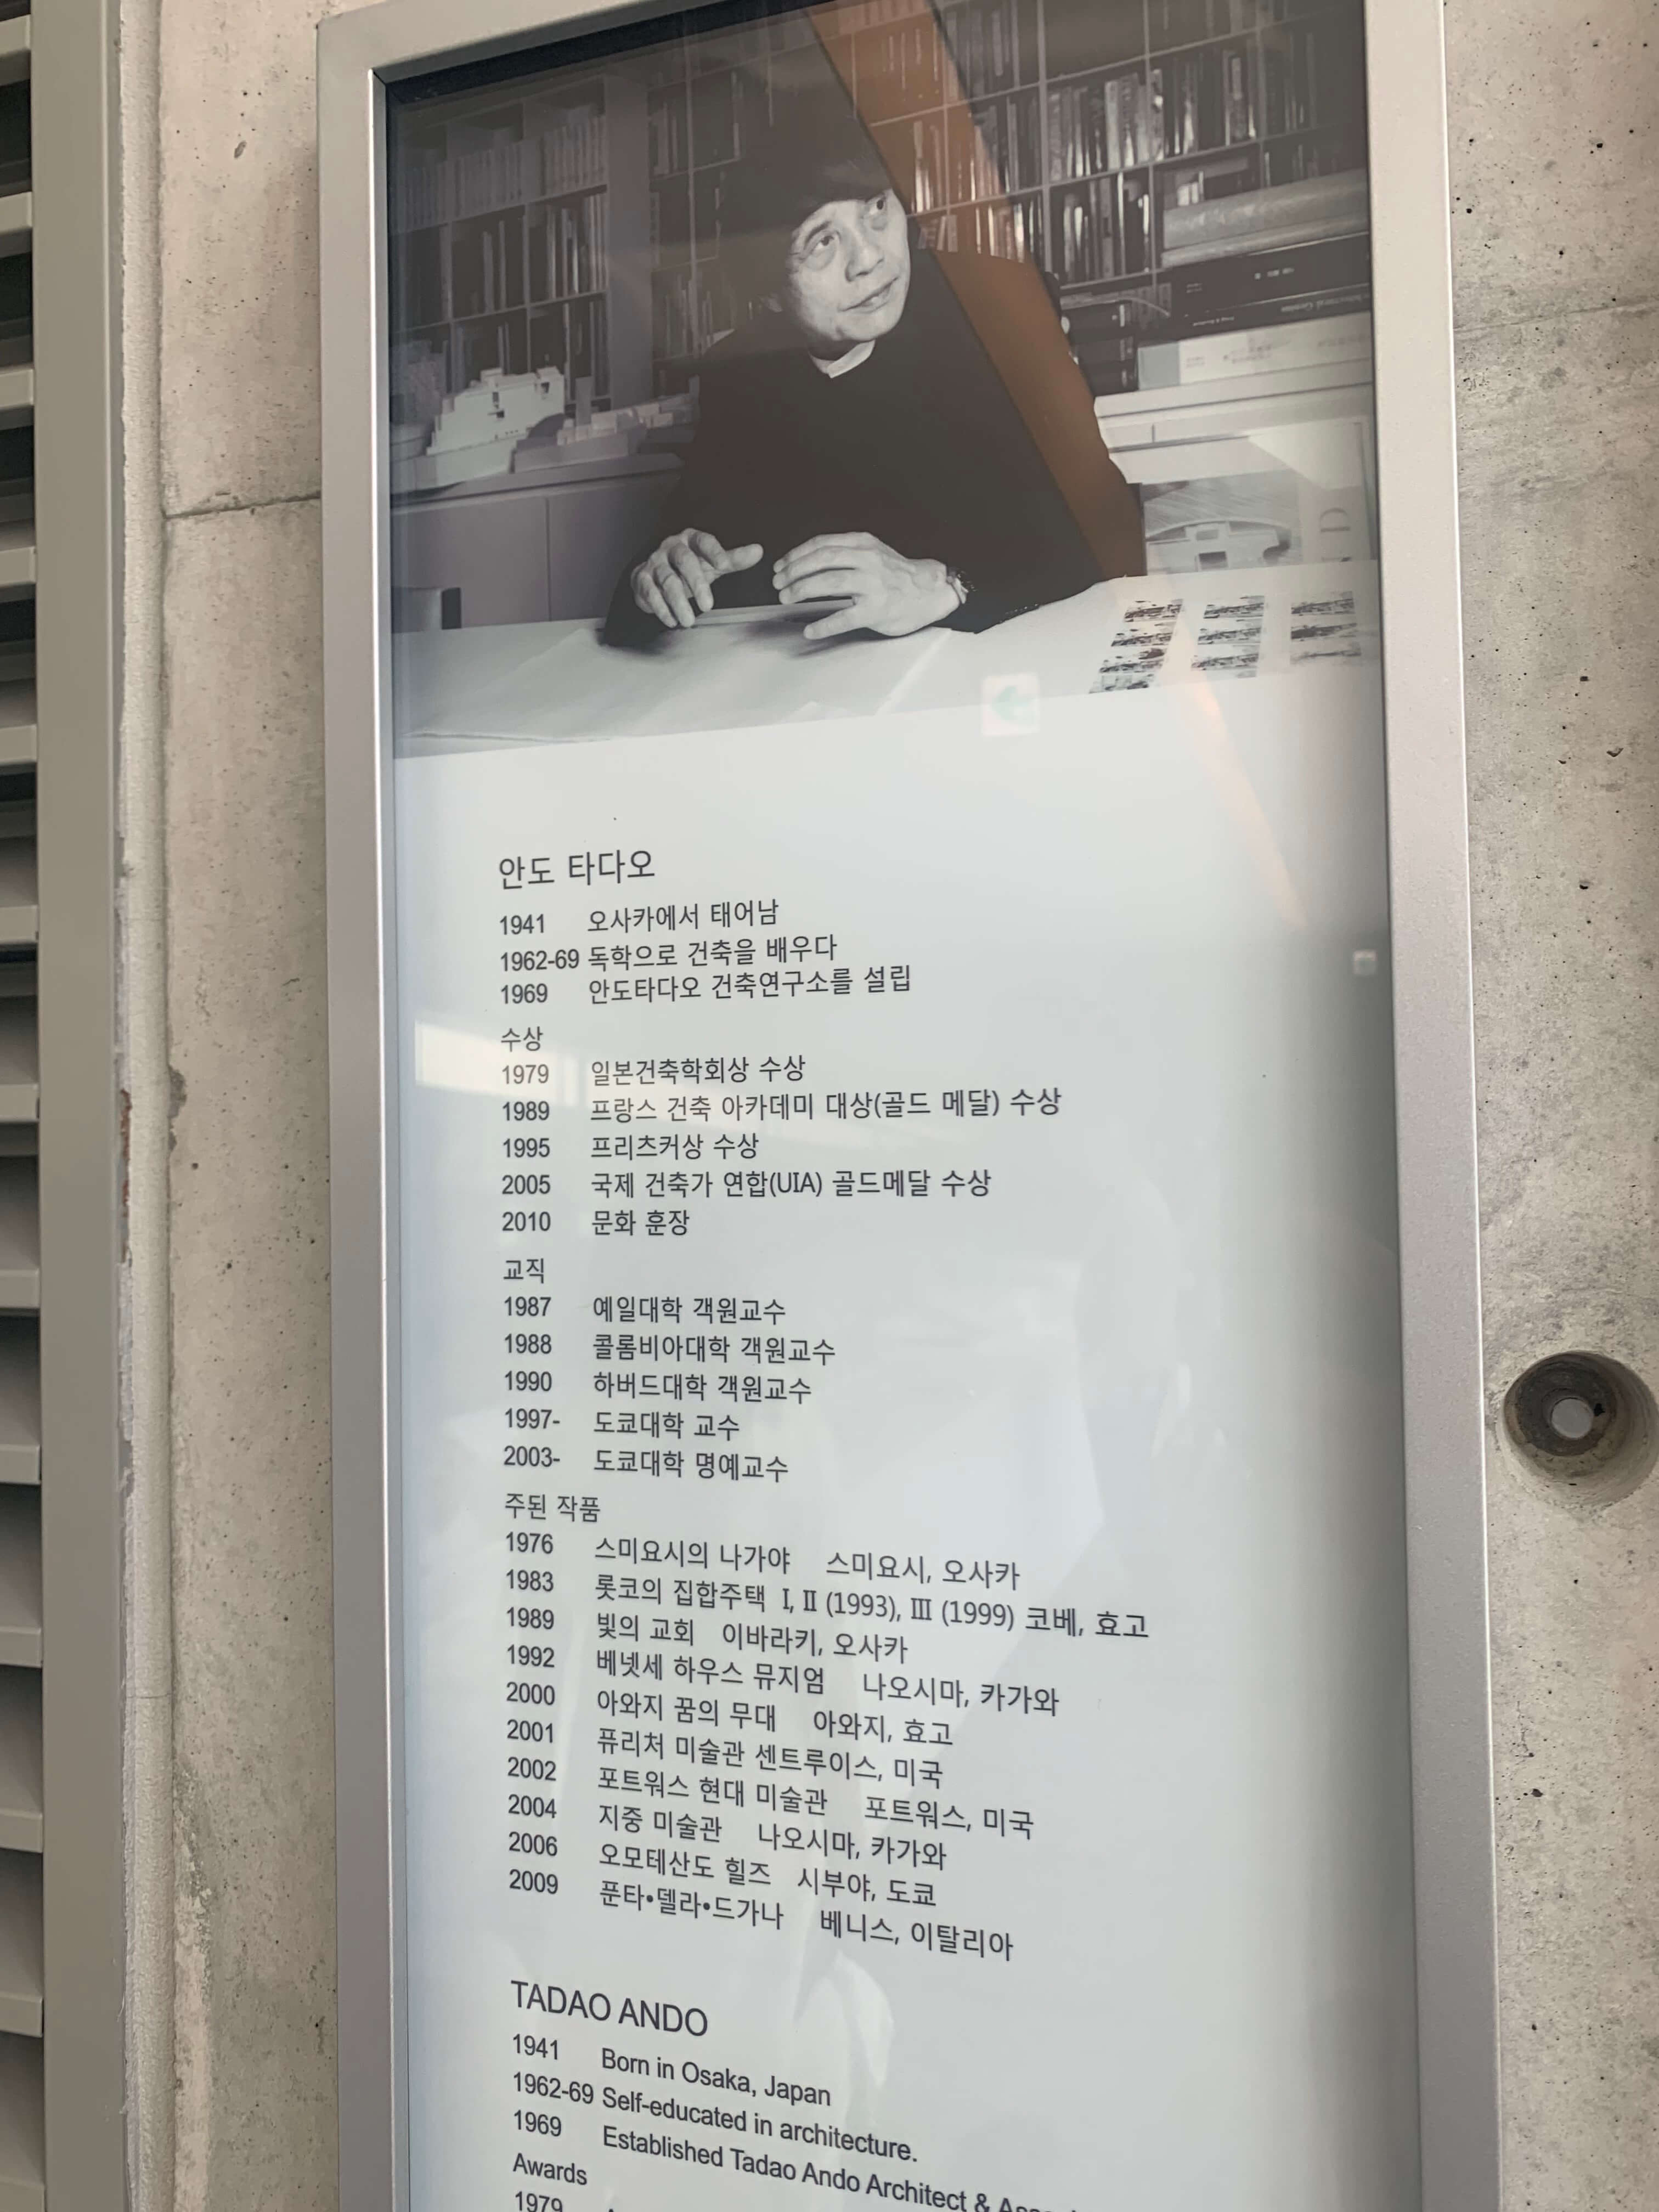 안도 타다오
1941 오사카에서 태어남
1962-69 독학으로 건축을 배우다
1969 안도타다오 건축연구소를 설립
수상
1979 일본건축학회상 수상
1989 프랑스 건축 아카데미 대상(골드 메달) 수상
1995 프리츠커상 수상
2005 국제 건축가 연합(UIA) 골드메달 수상
2010 문화 훈장
교직
1987 예일대학 객원교수
1988 콜롬비아대학 객원교수
1990 하버드대학 객원교수
1997- 도쿄대학 교수
2003- 도쿄대학 명예교수
주된 작품
1976 스미요시의 나가야 스미요시, 오사카
1983 롯코의 집합주택 Ⅰ, Ⅱ (1993), Ⅲ (1999) 코베, 효고
1989 빛의 교회 이바라키, 오사카
1992 베넷세 하우스 뮤지엄 나오시마, 카가와
2000 아와지 꿈의 무대 아와지, 효고
2001 퓨리처 미술관 센트루이스, 미국
2002 포트워스 현대 미술관 포트워스, 미국
2004 지중 미술관 나오시마, 카가와
2006 오모테산도 힐즈 시부야, 도쿄
2009 푼타•델라•드가나 베니스, 이탈리아
TADAO ANDO
1941 Born in Osaka, Japan
1962-69 Self-educated in architecture.
1969 Established Tadao Ando Architect &
Awards
1979